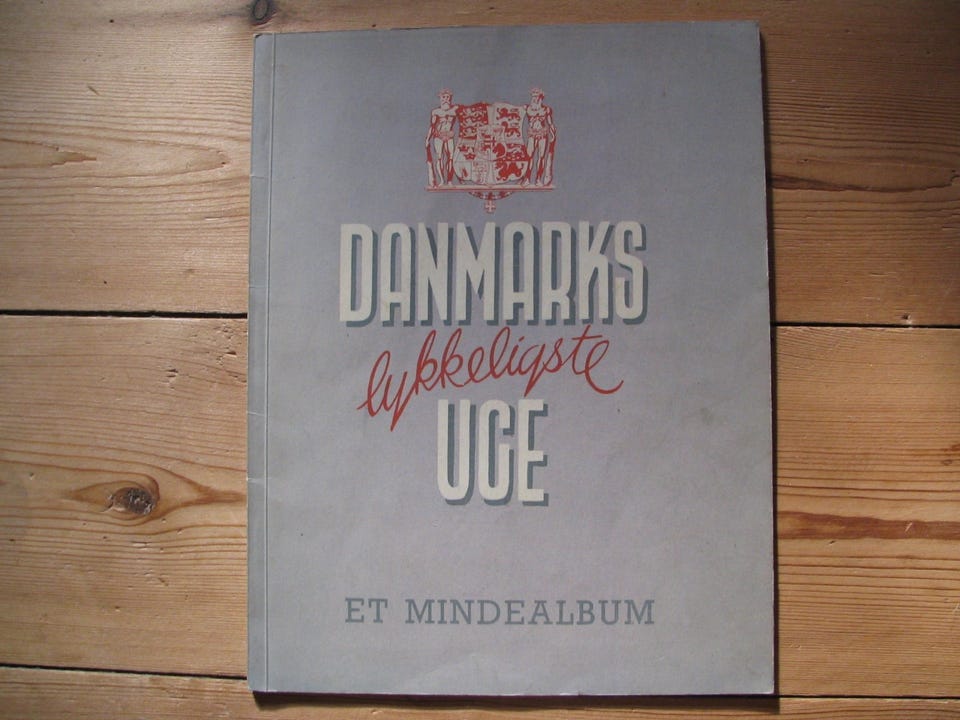 DANMARKS
lykkeligste
UGE
ET MINDEALBUM